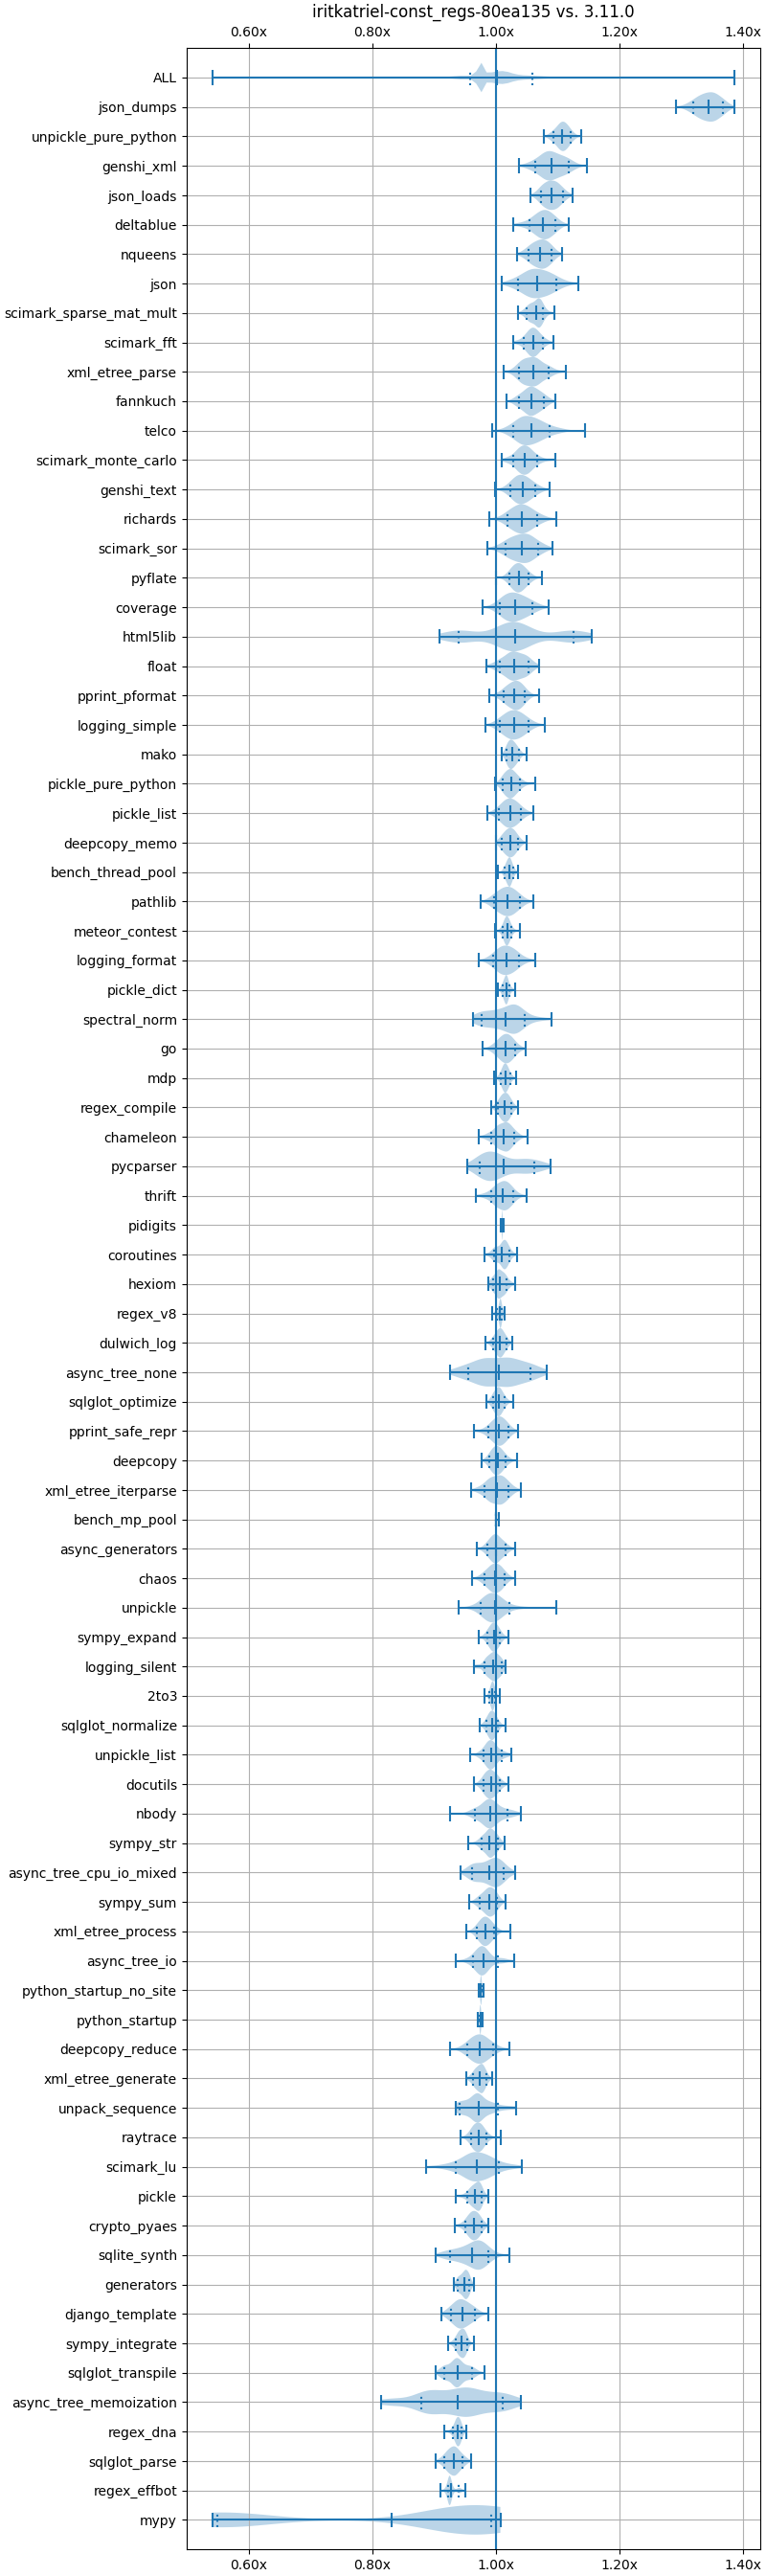 iritkatriel-const_regs-80ea135 vs. 3.11.0
0.60x 0.80x 1.00x 1.20x 1.40x
ALL
json_dumps
unpickle_pure_python
genshi_xml
json_loads
deltablue
nqueens
json
scimark_sparse_mat_mult
scimark_fft
xml_etree_parse
fannkuch
telco
scimark_monte_carlo
genshi_text
richards
scimark_sor
pyflate
coverage
html5lib
float
pprint_pformat
logging_simple
mako
pickle_pure_python
pickle_list
deepcopy_memo
bench_thread_pool
pathlib
meteor_contest
logging_format
pickle_dict
spectral_norm
go
mdp
regex_compile
chameleon
pycparser
thrift
pidigits
coroutines
hexiom
regex_v8
dulwich_log
async_tree_none
sqlglot_optimize
pprint_safe_repr
deepcopy
xml_etree_iterparse
bench_mp_pool
async_generators
chaos
unpickle
sympy_expand
logging_silent
2to3
sqlglot_normalize
unpickle_list
docutils
nbody
sympy_str
async_tree_cpu_io_mixed
sympy_sum
xml_etree_process
async_tree_io
python_startup_no_site
python_startup
deepcopy_reduce
xml_etree_generate
unpack_sequence
raytrace
scimark_lu
pickle
crypto_pyaes
sqlite_synth
generators
django_template
sympy_integrate
sqlglot_transpile
async_tree_memoization
regex_dna
sqlglot_parse
regex_effbot
mypy
0.60x 0.80x 1.00x 1.20x 1.40x